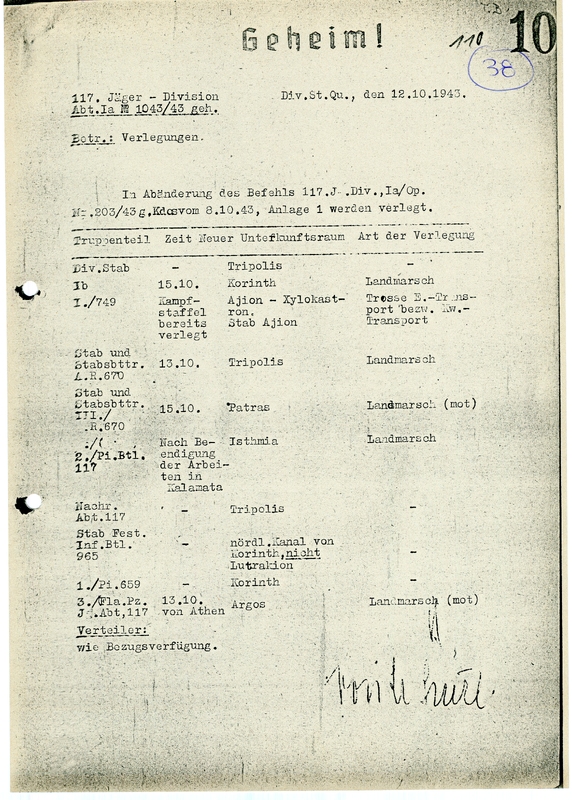 Geheim!
110
10
38
117. Jäger - Division Div.St.Qu., den 12.10.1943.
Abt.Ia № 1043/43 geh.
Betr.: Verlegungen.
In Abänderung des Befehls 117.J.Div.,Ia/Op.
Nr.203/43 g.Kdos vom 8.10.43, Anlage 1 werden verlegt.
Truppenteil Zeit Neuer Unterkunftsraum Art der Verlegung
Div.Stab - Tripolis -
Ib 15.10. Korinth Landmarsch
I./749 Kampf- Ajion - Xylokast- Trosse E.-Trans-
staffel ron. port bezw. Kw.-
bereits Stab Ajion Transport
verlegt
Stab und
Stabsbttr. 13.10. Tripolis Landmarsch
A.R.670
Stab und
Stabsbttr. 15.10. Patras Landmarsch (mot)
III./
.R.670
2./Pi.Btl. Nach Be- Isthmia Landmarsch
117 endigung
der Arbei-
ten in
Kalamata
Nachr. - Tripolis -
Abt.117
Stab Fest.
Inf.Btl. - nördl.Kanal von
965 Korinth,nicht -
Lutrakion
1./Pi.659 - Korinth -
3./Fla.Pz. 13.10. Argos Landmarsch (mot)
J.Abt,117 von Athen
Verteiler:
wie Bezugsverfügung.